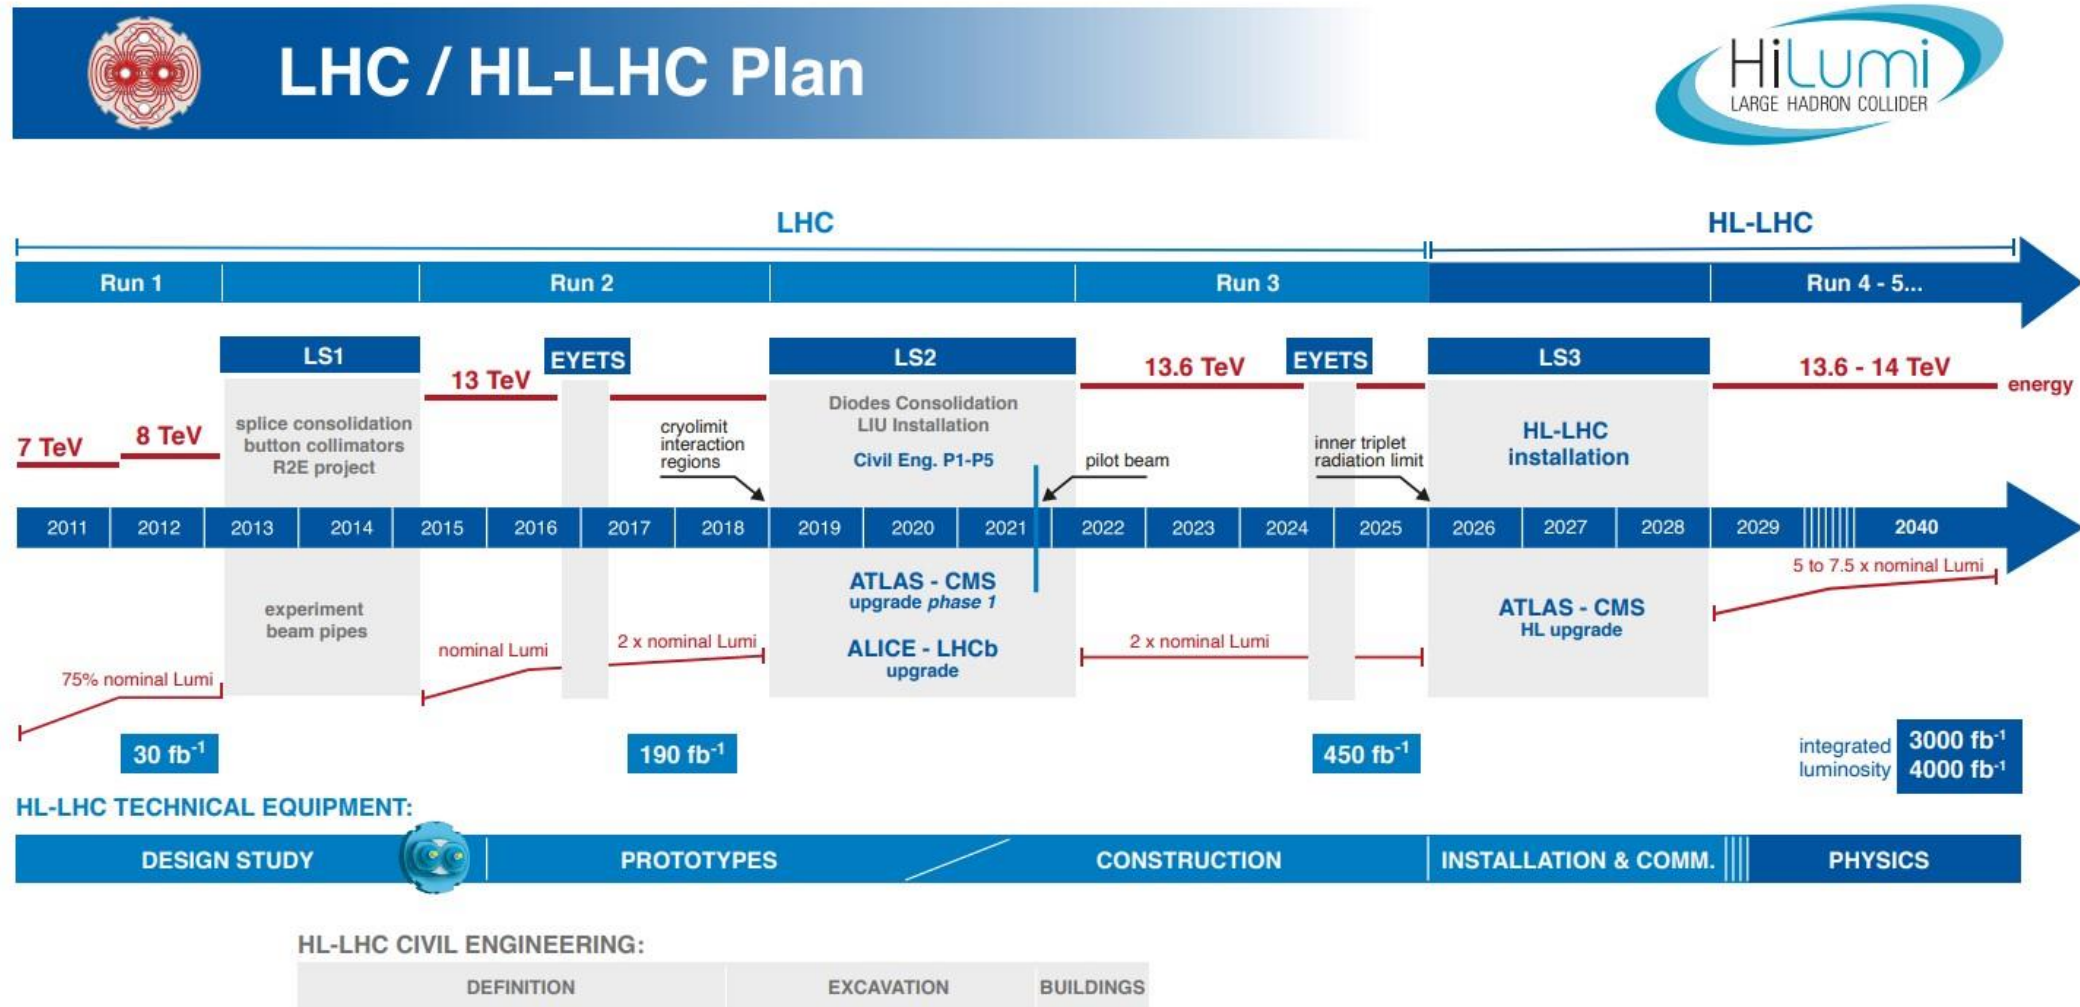 LHC / HL-LHC Plan
HiLumi
LARGE HADRON COLLIDER
LHC
HL-LHC
Run 1
Run 2
Run 3
Run 4 - 5...
LS1
EYETS
LS2
EYETS
LS3
13 TeV
13.6 TeV
13.6 - 14 TeV
energy
7 TeV
8 TeV
splice consolidation
button collimators
R2E project
cryolimit
interaction
regions
Diodes Consolidation
LIU Installation
Civil Eng. P1-P5
pilot beam
inner triplet
radiation limit
HL-LHC
installation
2011 2012 2013 2014 2015 2016 2017 2018 2019 2020 2021 2022 2023 2024 2025 2026 2027 2028 2029 2040
experiment
beam pipes
ATLAS - CMS
upgrade phase 1
ALICE - LHCb
upgrade
ATLAS - CMS
HL upgrade
5 to 7.5 x nominal Lumi
75% nominal Lumi
nominal Lumi
2 x nominal Lumi
2 x nominal Lumi
30 fb⁻¹
190 fb⁻¹
450 fb⁻¹
integrated
luminosity
3000 fb⁻¹
4000 fb⁻¹
HL-LHC TECHNICAL EQUIPMENT:
DESIGN STUDY
PROTOTYPES
CONSTRUCTION
INSTALLATION & COMM.
PHYSICS
HL-LHC CIVIL ENGINEERING:
DEFINITION
EXCAVATION
BUILDINGS